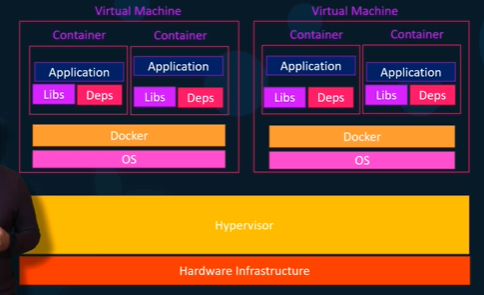 Virtual Machine Virtual Machine
Container Container Container Container
Application Application Application Application
Libs Deps Libs Deps Libs Deps Libs Deps
Docker Docker
OS OS
Hypervisor
Hardware Infrastructure